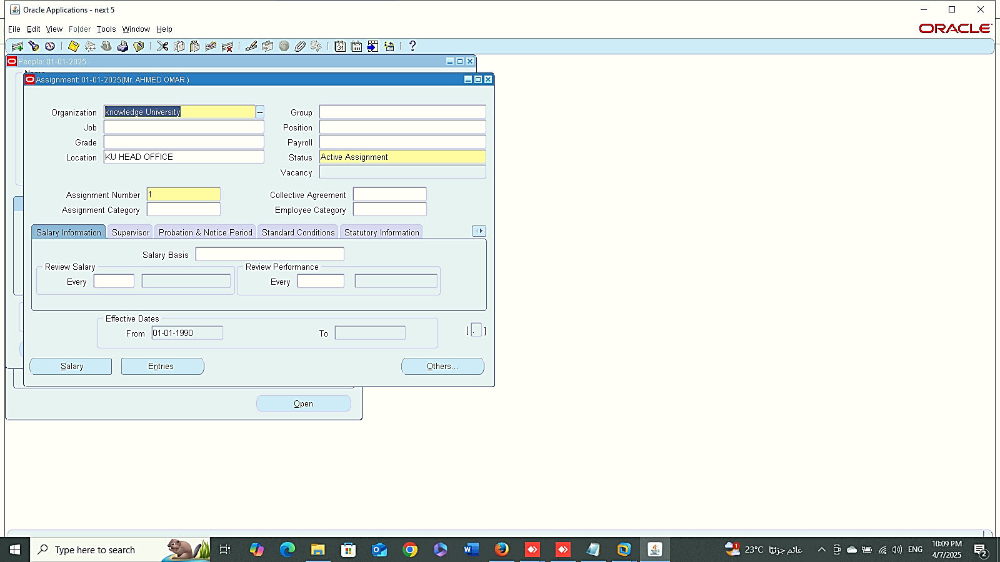 Oracle Applications - next 5
File Edit View Folder Tools Window Help
ORACLE
People: 01-01-2025
Assignment: 01-01-2025(Mr. AHMED OMAR )
Organization knowledge University Group
Job Position
Grade Payroll
Location KU HEAD OFFICE Status Active Assignment
Vacancy
Assignment Number 1 Collective Agreement
Assignment Category Employee Category
Salary Information Supervisor Probation & Notice Period Standard Conditions Statutory Information
Salary Basis
Review Salary Review Performance
Every Every
Effective Dates
From 01-01-1990 To [ . ]
Salary Entries Others...
Open
Type here to search
23°C غائم جزئيًا ENG 10:09 PM
4/7/2025